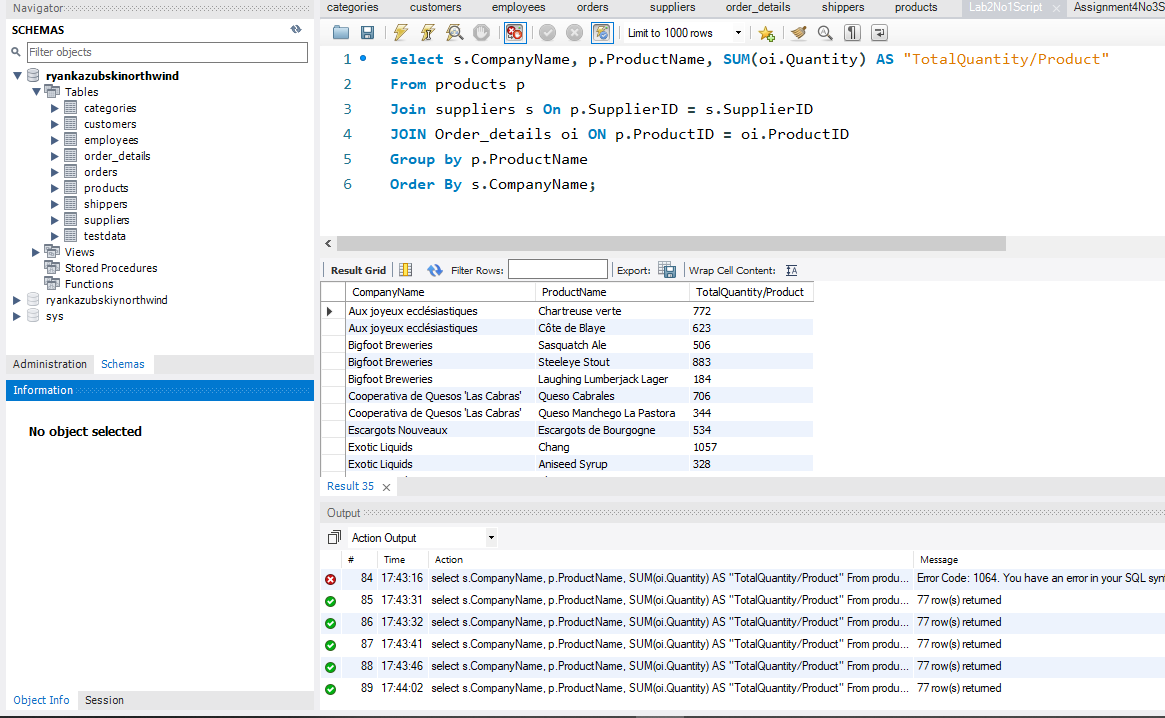 Navigator
SCHEMAS
Filter objects
ryankazubskinorthwind
Tables
categories
customers
employees
order_details
orders
products
shippers
suppliers
testdata
Views
Stored Procedures
Functions
ryankazubskiynorthwind
sys
Administration Schemas
Information
No object selected
Object Info Session
categories customers employees orders suppliers order_details shippers products Lab2No1Script Assignment4No3S
Limit to 1000 rows
1 select s.CompanyName, p.ProductName, SUM(oi.Quantity) AS "TotalQuantity/Product"
2 From products p
3 Join suppliers s On p.SupplierID = s.SupplierID
4 JOIN Order_details oi ON p.ProductID = oi.ProductID
5 Group by p.ProductName
6 Order By s.CompanyName;
Result Grid Filter Rows: Export: Wrap Cell Content:
CompanyName ProductName TotalQuantity/Product
Aux joyeux ecclésiastiques Chartreuse verte 772
Aux joyeux ecclésiastiques Côte de Blaye 623
Bigfoot Breweries Sasquatch Ale 506
Bigfoot Breweries Steeleye Stout 883
Bigfoot Breweries Laughing Lumberjack Lager 184
Cooperativa de Quesos 'Las Cabras' Queso Cabrales 706
Cooperativa de Quesos 'Las Cabras' Queso Manchego La Pastora 344
Escargots Nouveaux Escargots de Bourgogne 534
Exotic Liquids Chang 1057
Exotic Liquids Aniseed Syrup 328
Result 35
Output
Action Output
# Time Action Message
84 17:43:16 select s.CompanyName, p.ProductName, SUM(oi.Quantity) AS "TotalQuantity/Product" From produ... Error Code: 1064. You have an error in your SQL syn
85 17:43:31 select s.CompanyName, p.ProductName, SUM(oi.Quantity) AS "TotalQuantity/Product" From produ... 77 row(s) returned
86 17:43:32 select s.CompanyName, p.ProductName, SUM(oi.Quantity) AS "TotalQuantity/Product" From produ... 77 row(s) returned
87 17:43:41 select s.CompanyName, p.ProductName, SUM(oi.Quantity) AS "TotalQuantity/Product" From produ... 77 row(s) returned
88 17:43:46 select s.CompanyName, p.ProductName, SUM(oi.Quantity) AS "TotalQuantity/Product" From produ... 77 row(s) returned
89 17:44:02 select s.CompanyName, p.ProductName, SUM(oi.Quantity) AS "TotalQuantity/Product" From produ... 77 row(s) returned